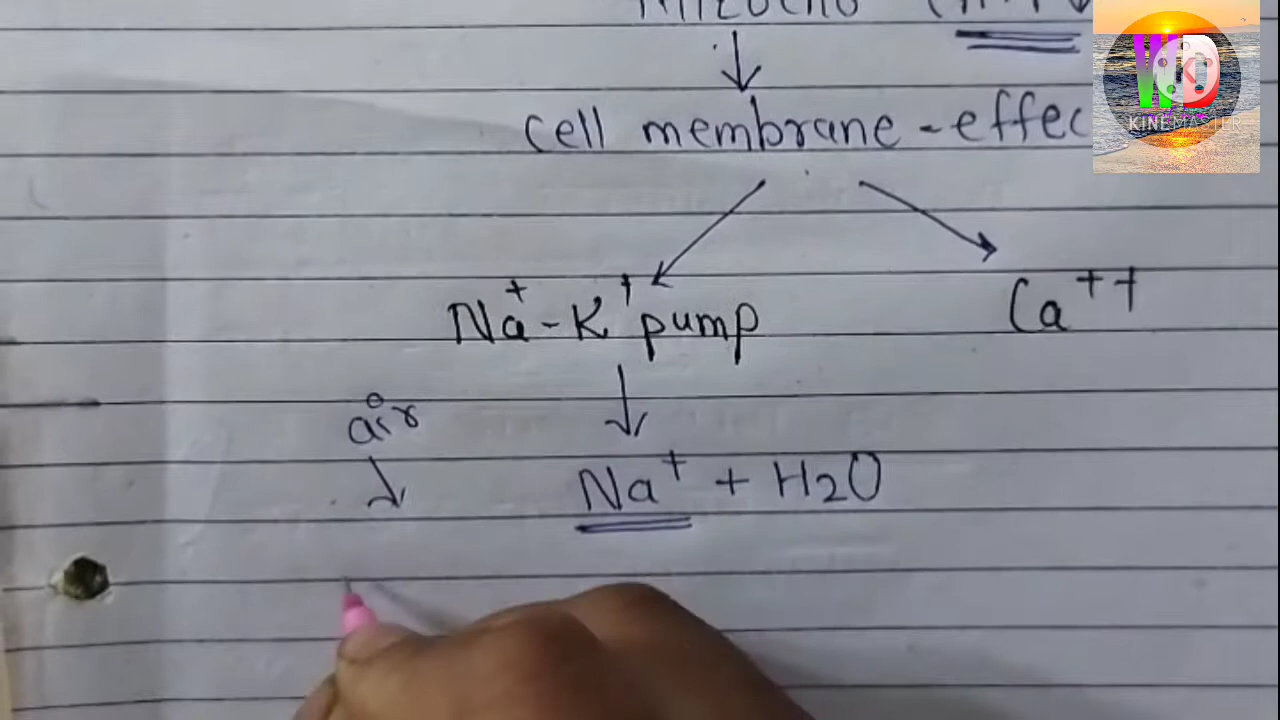 cell membrane - effec
Na+ - K+ pump
Ca++
air
Na+ + H2O
KINEMASTER